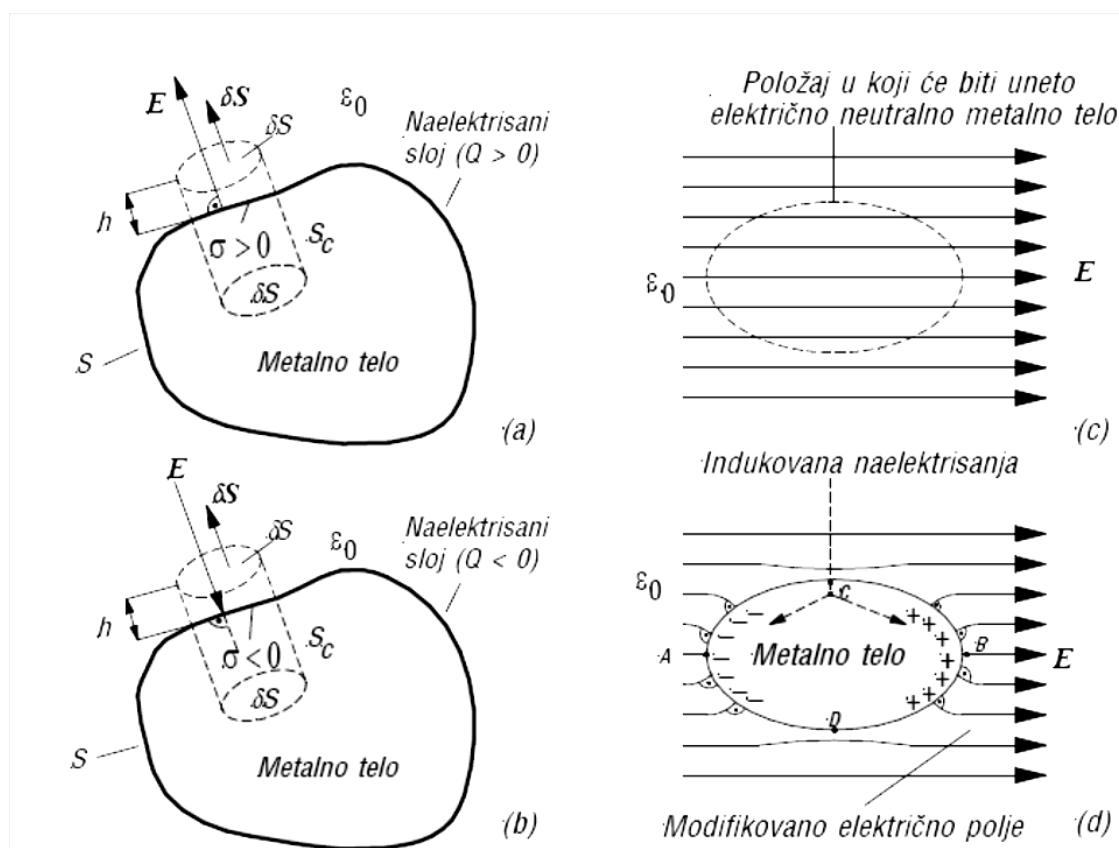 E
δS
δS
ε0
Naelektrisani
sloj (Q > 0)
h
σ > 0
Sc
δS
S
Metalno telo
(a)
E
δS
δS
ε0
Naelektrisani
sloj (Q < 0)
h
σ < 0
Sc
δS
S
Metalno telo
(b)
Položaj u koji će biti uneto
električno neutralno metalno telo
ε0
E
(c)
Indukovana naelektrisanja
ε0
C
A
Metalno telo
B
E
D
Modifikovano električno polje
(d)